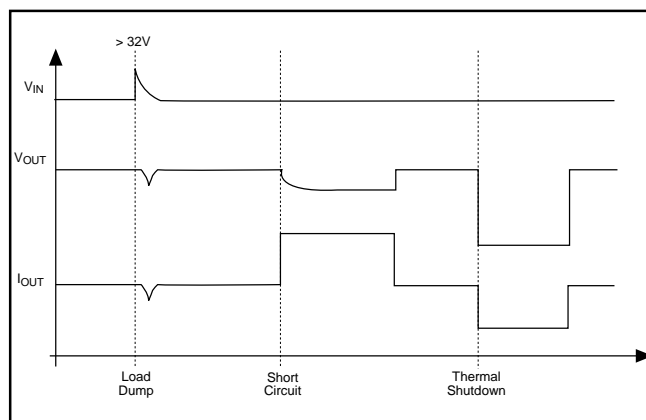 > 32V
VIN
VOUT
IOUT
Load
Dump
Short
Circuit
Thermal
Shutdown